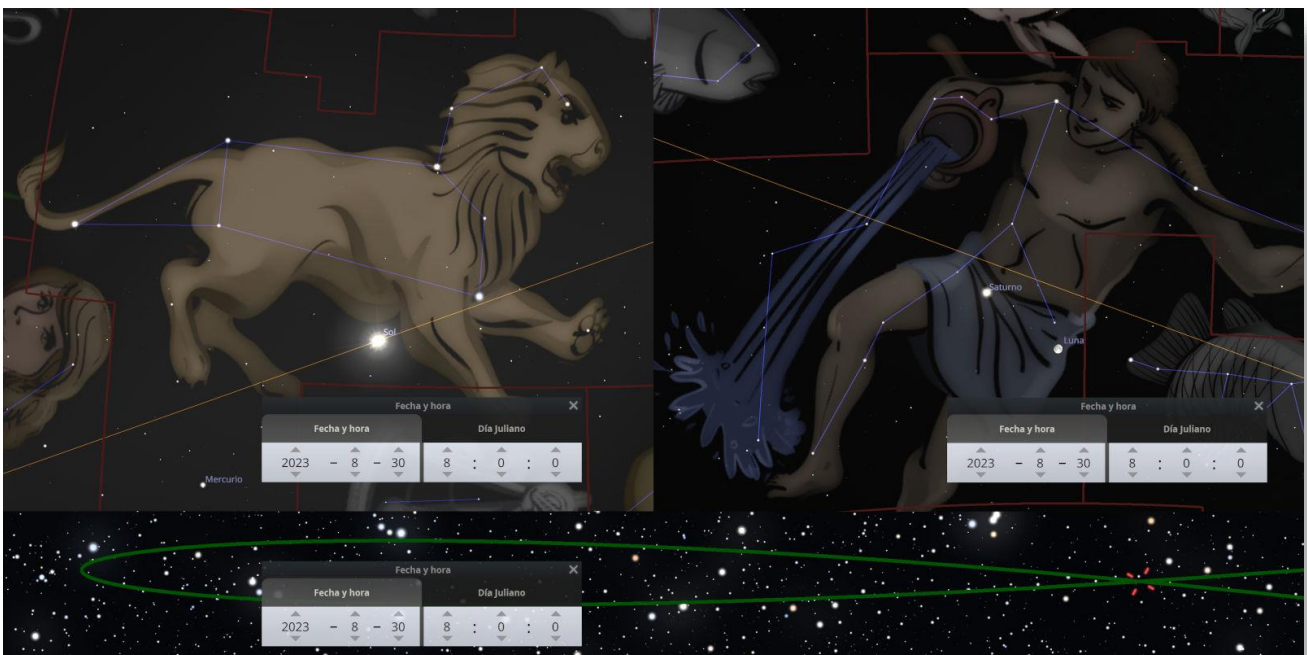 Sol
Mercurio
Fecha y hora ×
Fecha y hora Día Juliano
2023 - 8 - 30 8 : 0 : 0
Saturno
Luna
Fecha y hora ×
Fecha y hora Día Juliano
2023 - 8 - 30 8 : 0 : 0
Fecha y hora ×
Fecha y hora Día Juliano
2023 - 8 - 30 8 : 0 : 0